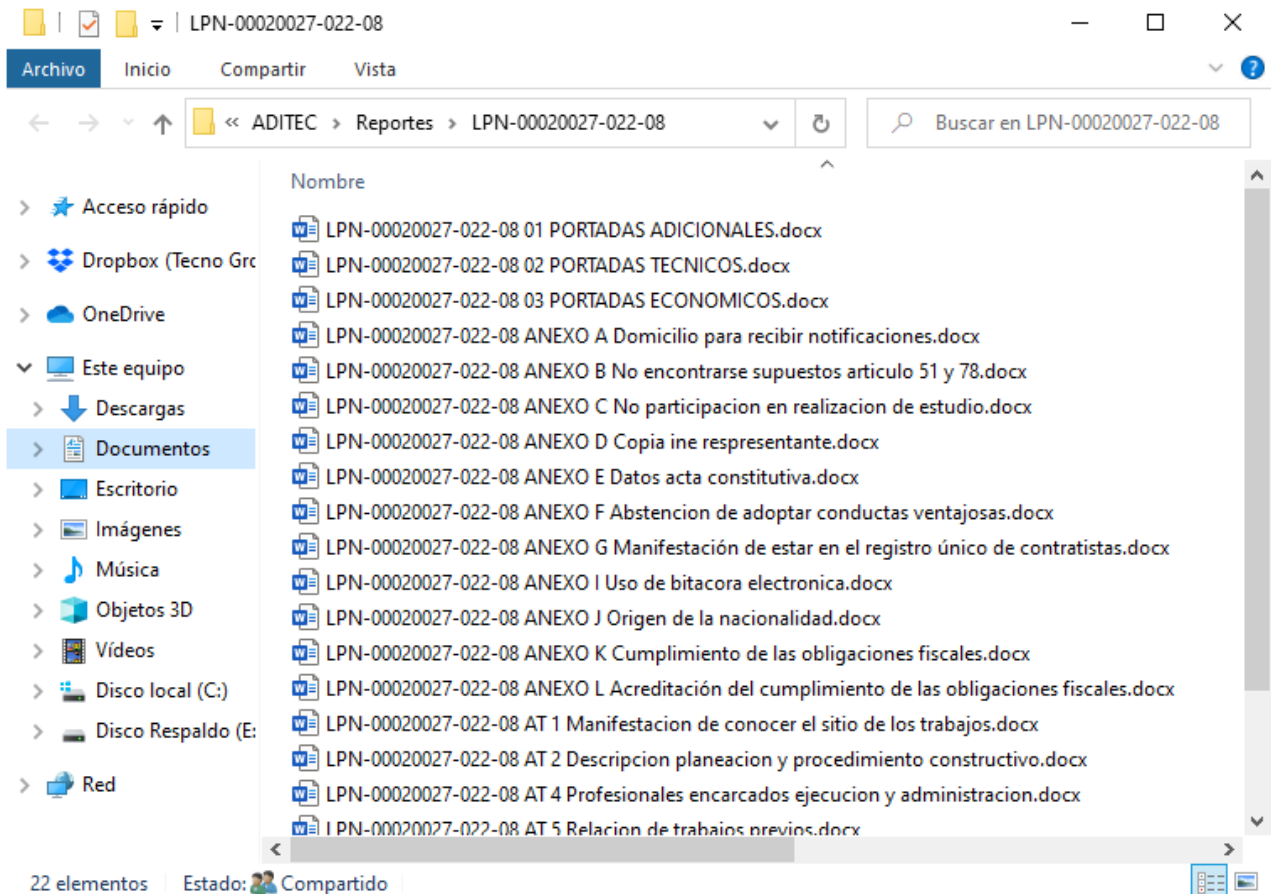 LPN-00020027-022-08
Archivo Inicio Compartir Vista
« ADITEC > Reportes > LPN-00020027-022-08
Buscar en LPN-00020027-022-08
Acceso rápido
Dropbox (Tecno Grc
OneDrive
Este equipo
Descargas
Documentos
Escritorio
Imágenes
Música
Objetos 3D
Vídeos
Disco local (C:)
Disco Respaldo (E:
Red
Nombre
LPN-00020027-022-08 01 PORTADAS ADICIONALES.docx
LPN-00020027-022-08 02 PORTADAS TECNICOS.docx
LPN-00020027-022-08 03 PORTADAS ECONOMICOS.docx
LPN-00020027-022-08 ANEXO A Domicilio para recibir notificaciones.docx
LPN-00020027-022-08 ANEXO B No encontrarse supuestos articulo 51 y 78.docx
LPN-00020027-022-08 ANEXO C No participacion en realizacion de estudio.docx
LPN-00020027-022-08 ANEXO D Copia ine respresentante.docx
LPN-00020027-022-08 ANEXO E Datos acta constitutiva.docx
LPN-00020027-022-08 ANEXO F Abstencion de adoptar conductas ventajosas.docx
LPN-00020027-022-08 ANEXO G Manifestación de estar en el registro único de contratistas.docx
LPN-00020027-022-08 ANEXO I Uso de bitacora electronica.docx
LPN-00020027-022-08 ANEXO J Origen de la nacionalidad.docx
LPN-00020027-022-08 ANEXO K Cumplimiento de las obligaciones fiscales.docx
LPN-00020027-022-08 ANEXO L Acreditación del cumplimiento de las obligaciones fiscales.docx
LPN-00020027-022-08 AT 1 Manifestacion de conocer el sitio de los trabajos.docx
LPN-00020027-022-08 AT 2 Descripcion planeacion y procedimiento constructivo.docx
LPN-00020027-022-08 AT 4 Profesionales encarcados ejecucion y administracion.docx
LPN-00020027-022-08 AT 5 Relacion de trabajos previos.docx
22 elementos Estado: Compartido